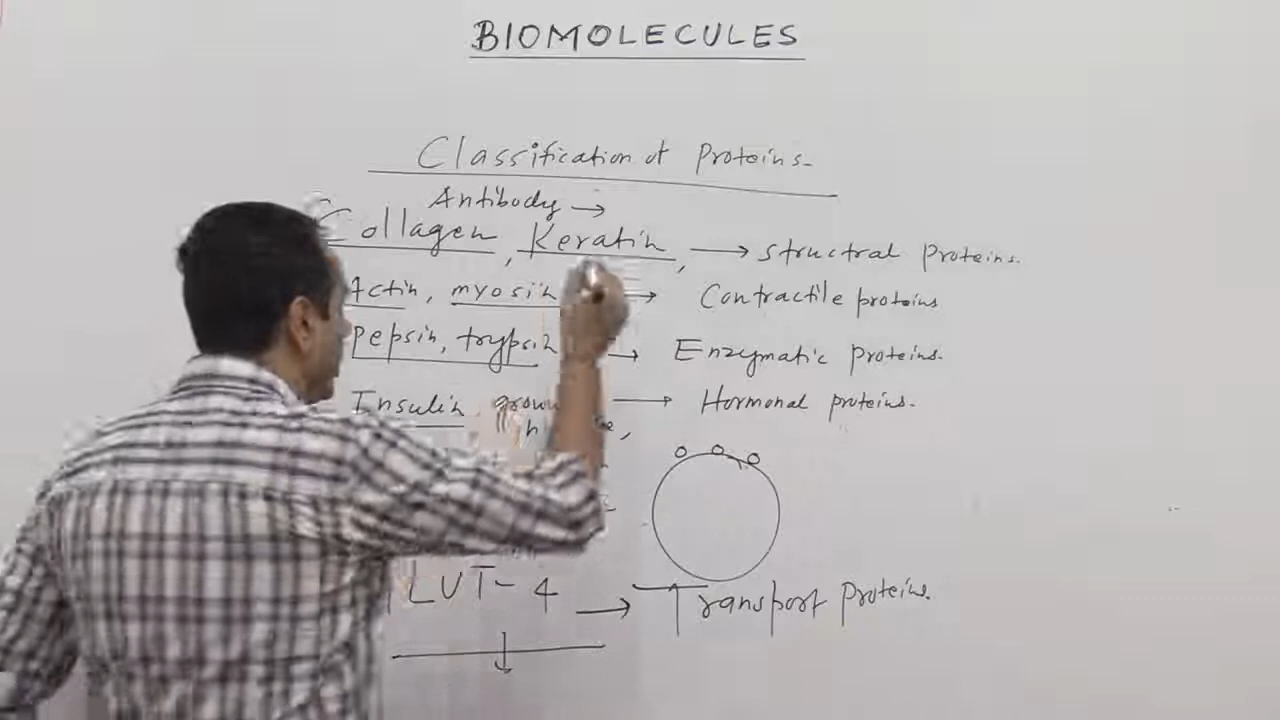 BIOMOLECULES
Classification of Proteins-
Antibody →
Collagen, Keratin, → structral proteins.
Actin, myosin → Contractile proteins
Pepsin, trypsin → Enzymatic proteins.
Insulin → Hormonal proteins.
LUT-4 → Transport proteins.